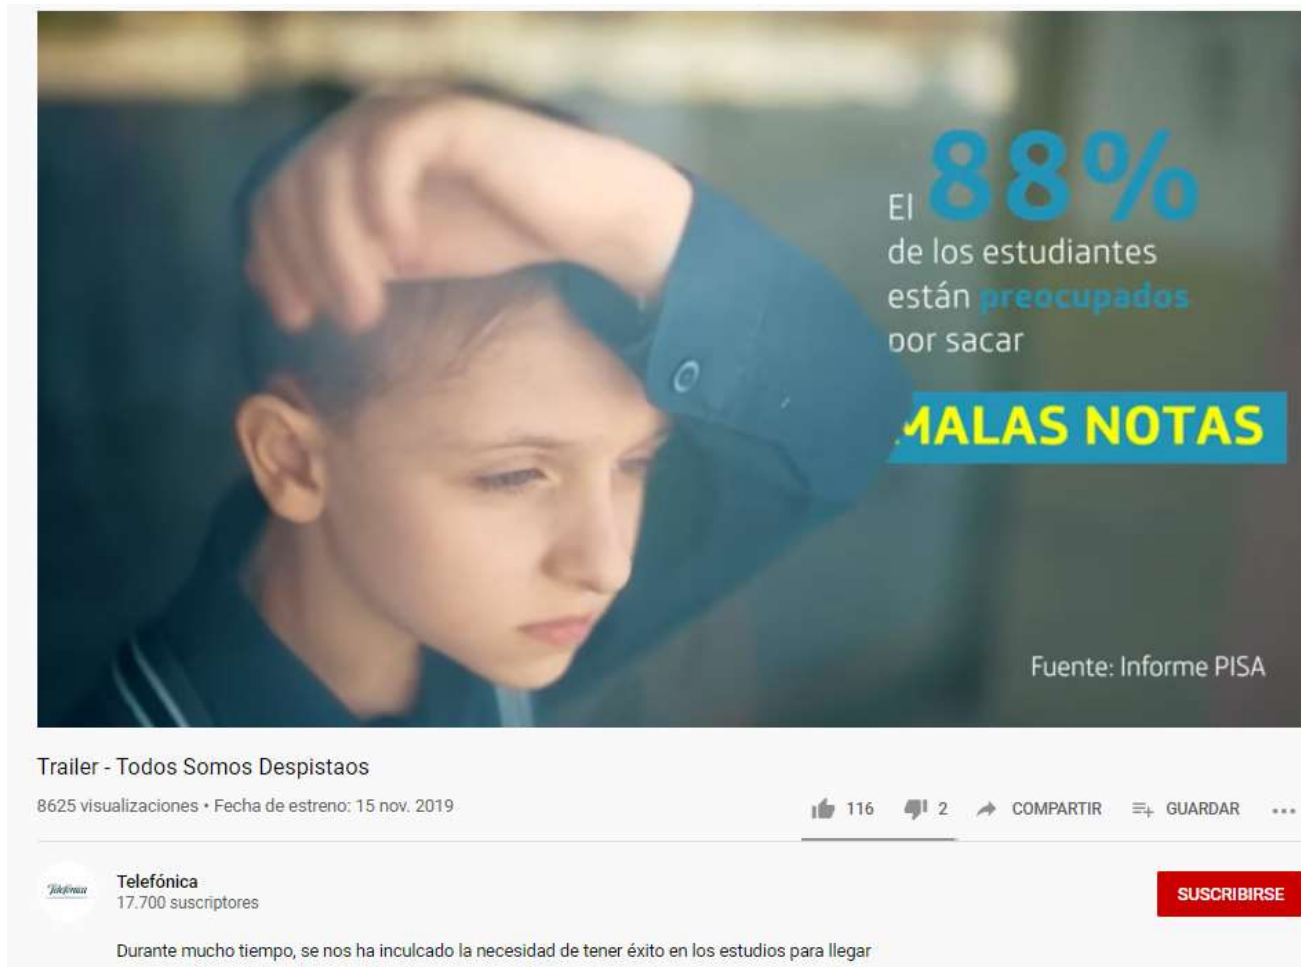 El 88%
de los estudiantes
están preocupados
por sacar
MALAS NOTAS
Fuente: Informe PISA
Trailer - Todos Somos Despistaos
8625 visualizaciones • Fecha de estreno: 15 nov. 2019
116 2 COMPARTIR GUARDAR
Telefónica
Telefónica
17.700 suscriptores
SUSCRIBIRSE
Durante mucho tiempo, se nos ha inculcado la necesidad de tener éxito en los estudios para llegar